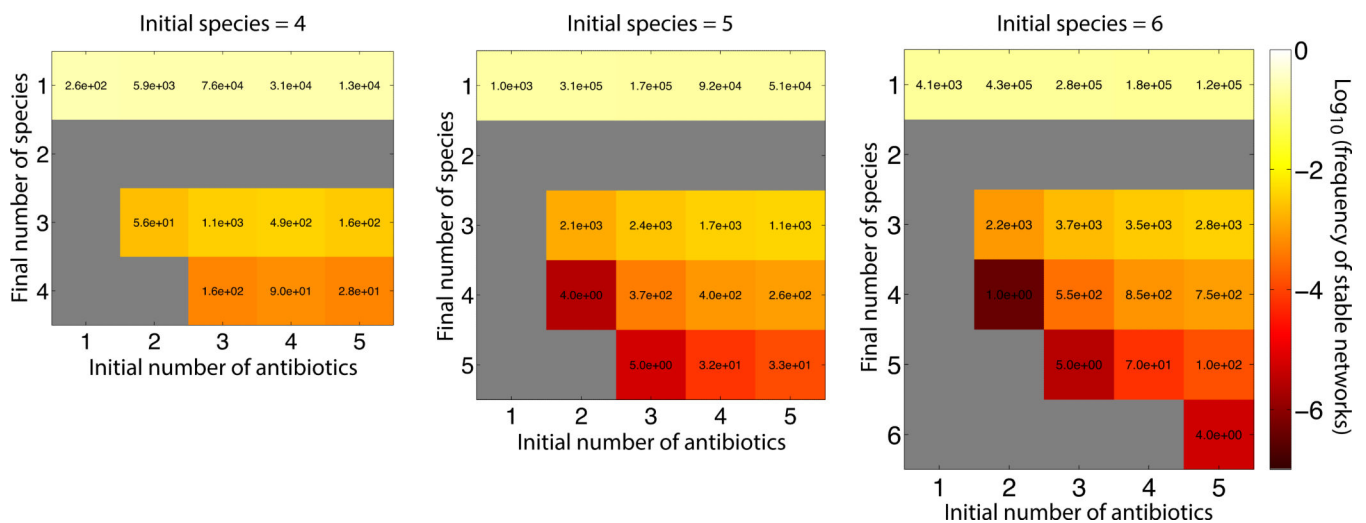 Initial species = 4
Final number of species
1
2.6e+02 5.9e+03 7.6e+04 3.1e+04 1.3e+04
2
3
5.6e+01 1.1e+03 4.9e+02 1.6e+02
4
1.6e+02 9.0e+01 2.8e+01
1 2 3 4 5
Initial number of antibiotics
Initial species = 5
Final number of species
1
1.0e+03 3.1e+05 1.7e+05 9.2e+04 5.1e+04
2
3
2.1e+03 2.4e+03 1.7e+03 1.1e+03
4
4.0e+00 3.7e+02 4.0e+02 2.6e+02
5
5.0e+00 3.2e+01 3.3e+01
1 2 3 4 5
Initial number of antibiotics
Initial species = 6
Final number of species
1
4.1e+03 4.3e+05 2.8e+05 1.8e+05 1.2e+05
2
3
2.2e+03 3.7e+03 3.5e+03 2.8e+03
4
1.0e+00 5.5e+02 8.5e+02 7.5e+02
5
5.0e+00 7.0e+01 1.0e+02
6
4.0e+00
1 2 3 4 5
Initial number of antibiotics
0
−2
−4
−6
Log10 (frequency of stable networks)